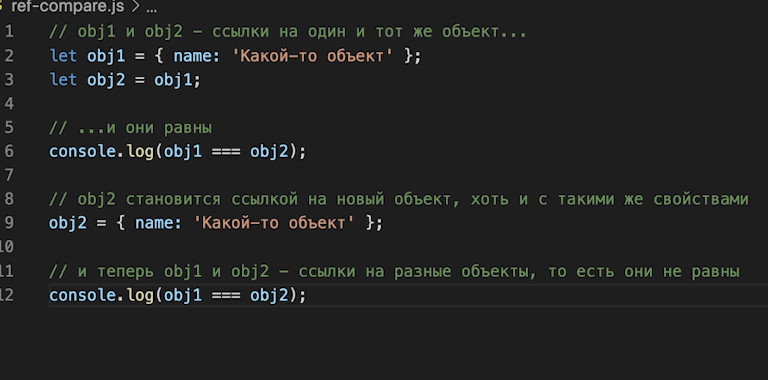 ref-compare.js > ...
1 // obj1 и obj2 - ссылки на один и тот же объект...
2 let obj1 = { name: 'Какой-то объект' };
3 let obj2 = obj1;
4
5 // ...и они равны
6 console.log(obj1 === obj2);
7
8 // obj2 становится ссылкой на новый объект, хоть и с такими же свойствами
9 obj2 = { name: 'Какой-то объект' };
10
11 // и теперь obj1 и obj2 - ссылки на разные объекты, то есть они не равны
12 console.log(obj1 === obj2);